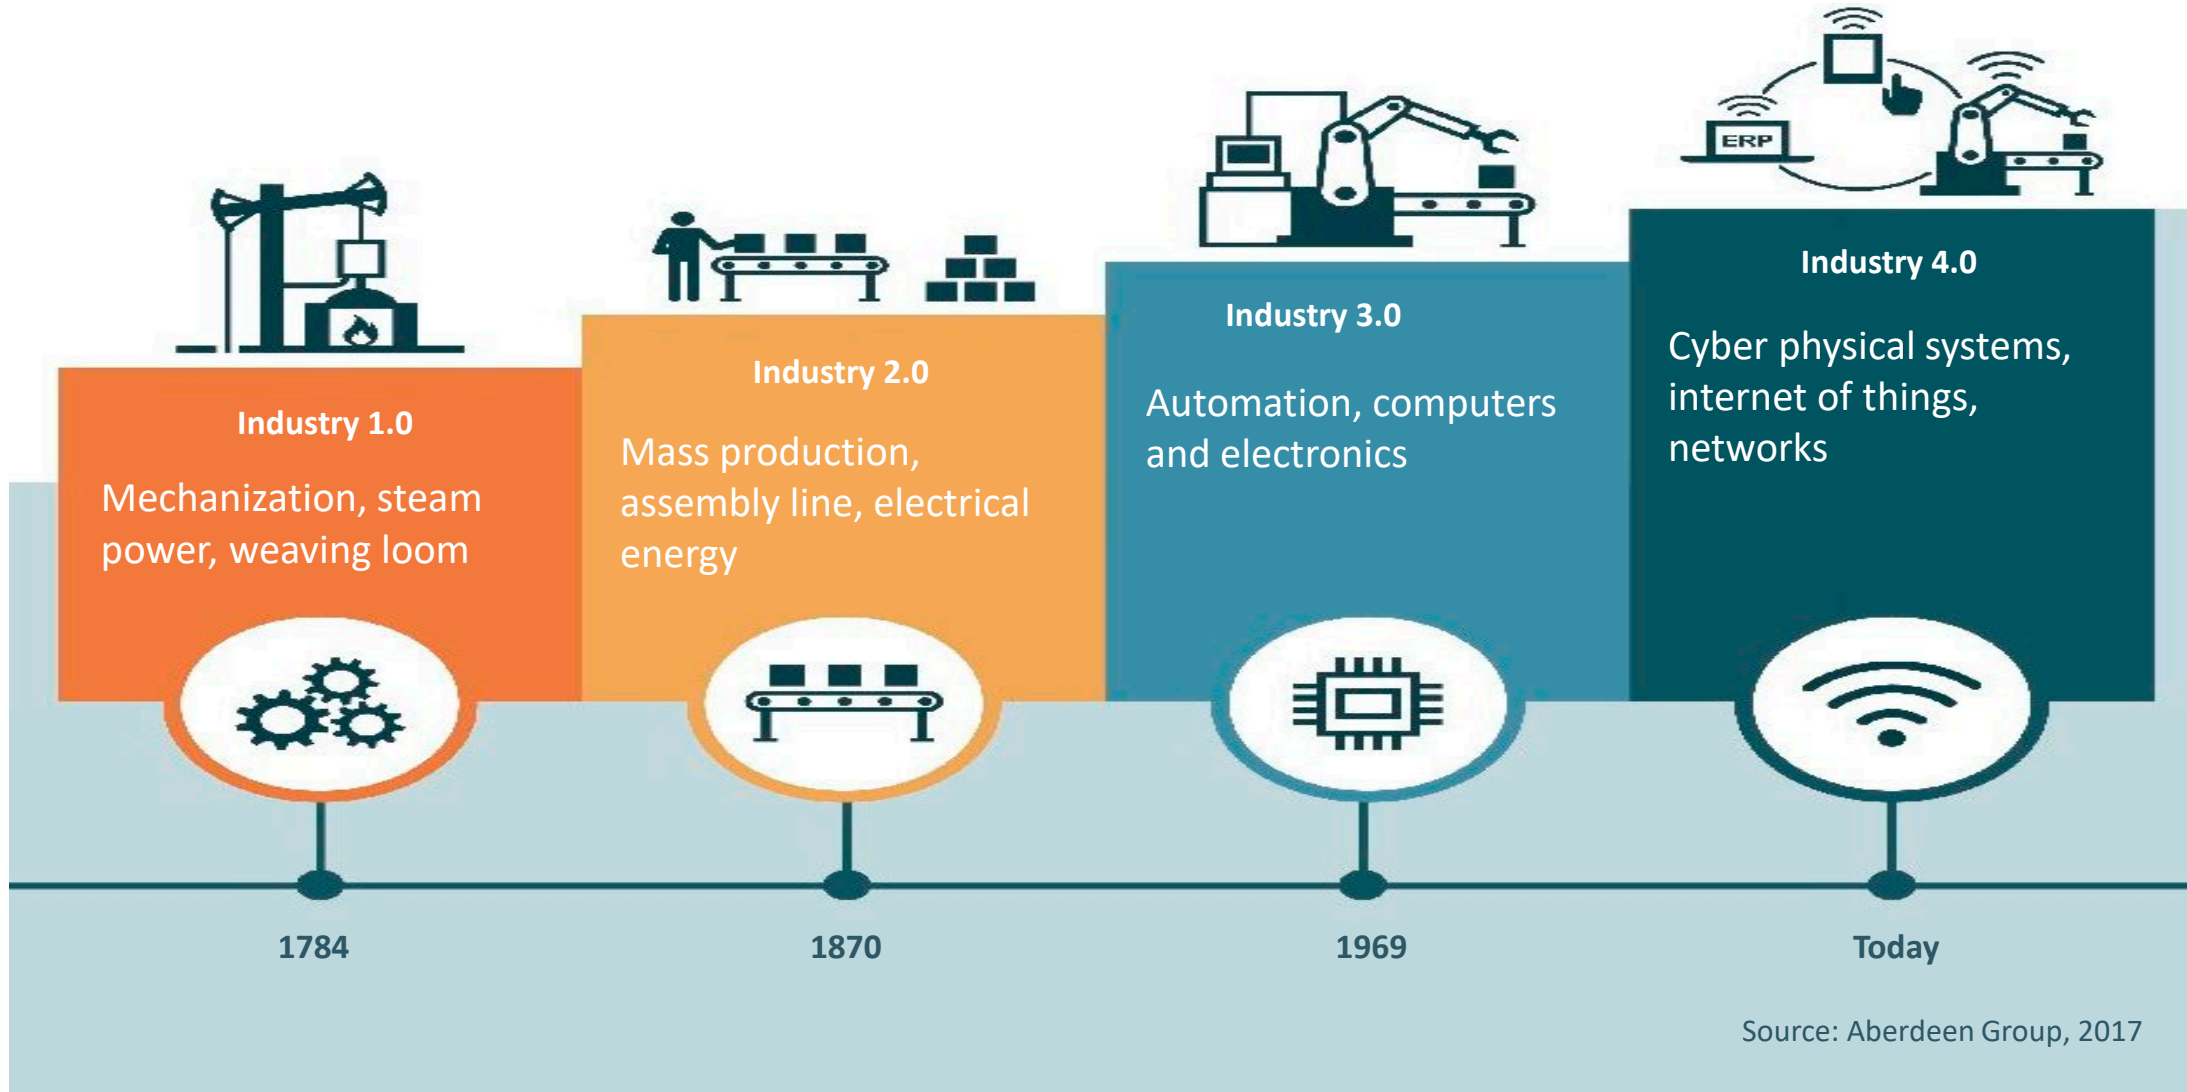 ERP
Industry 1.0
Mechanization, steam
power, weaving loom
Industry 2.0
Mass production,
assembly line, electrical
energy
Industry 3.0
Automation, computers
and electronics
Industry 4.0
Cyber physical systems,
internet of things,
networks
1784
1870
1969
Today
Source: Aberdeen Group, 2017